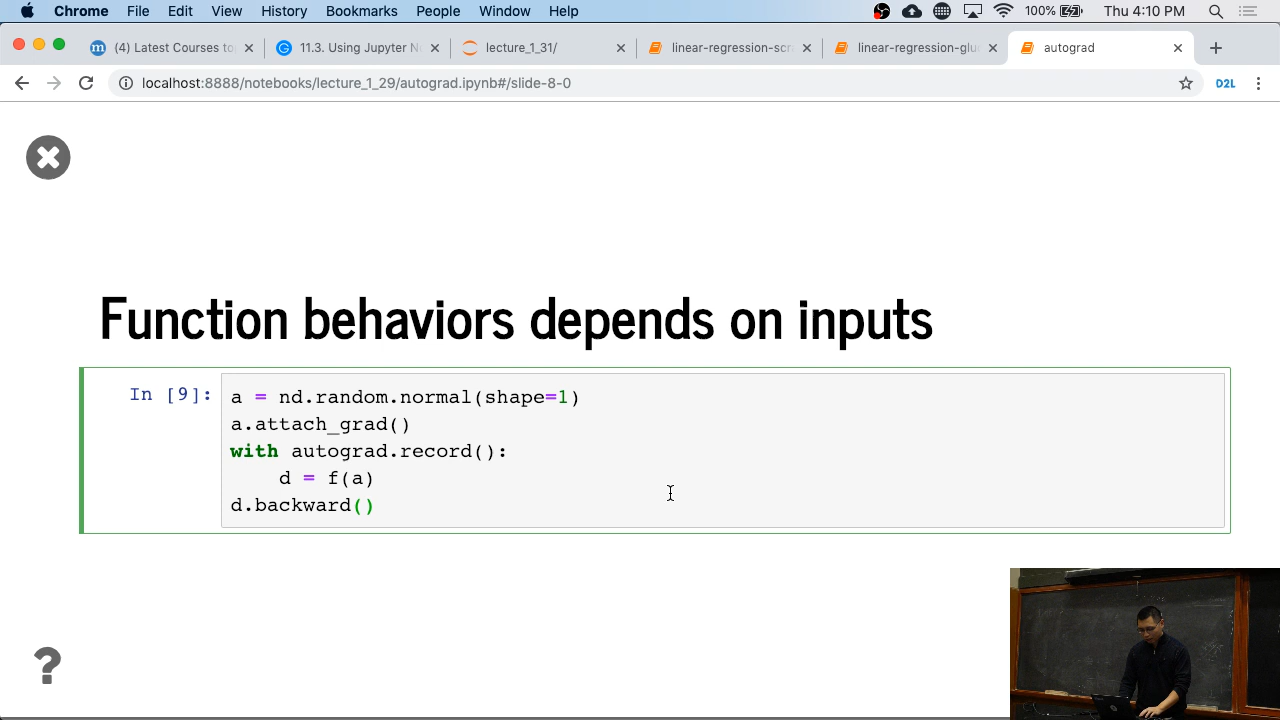 Chrome File Edit View History Bookmarks People Window Help 100% Thu 4:10 PM
(4) Latest Courses to 11.3. Using Jupyter N lecture_1_31/ linear-regression-scr linear-regression-glu autograd
localhost:8888/notebooks/lecture_1_29/autograd.ipynb#/slide-8-0 D2L
Function behaviors depends on inputs
In [9]: a = nd.random.normal(shape=1)
a.attach_grad()
with autograd.record():
d = f(a)
d.backward()
?